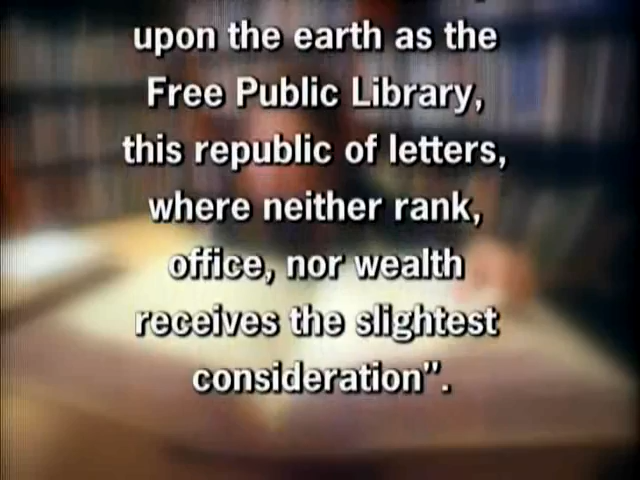 upon the earth as the
Free Public Library,
this republic of letters,
where neither rank,
office, nor wealth
receives the slightest
consideration".